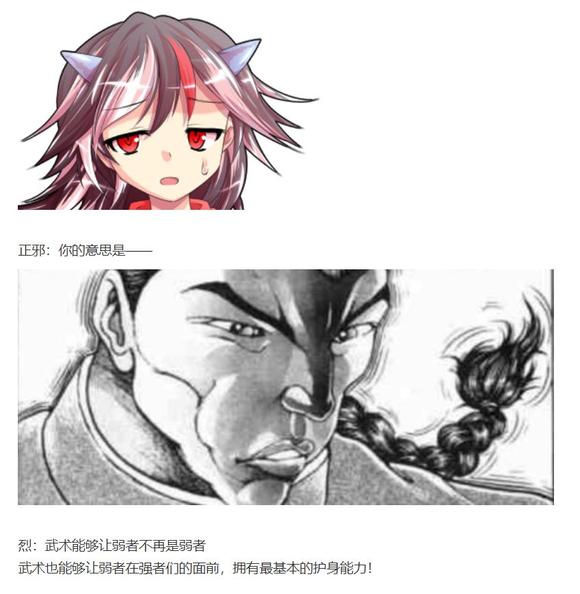 正邪：你的意思是——
烈：武术能够让弱者不再是弱者
武术也能够让弱者在强者们的面前，拥有最基本的护身能力！